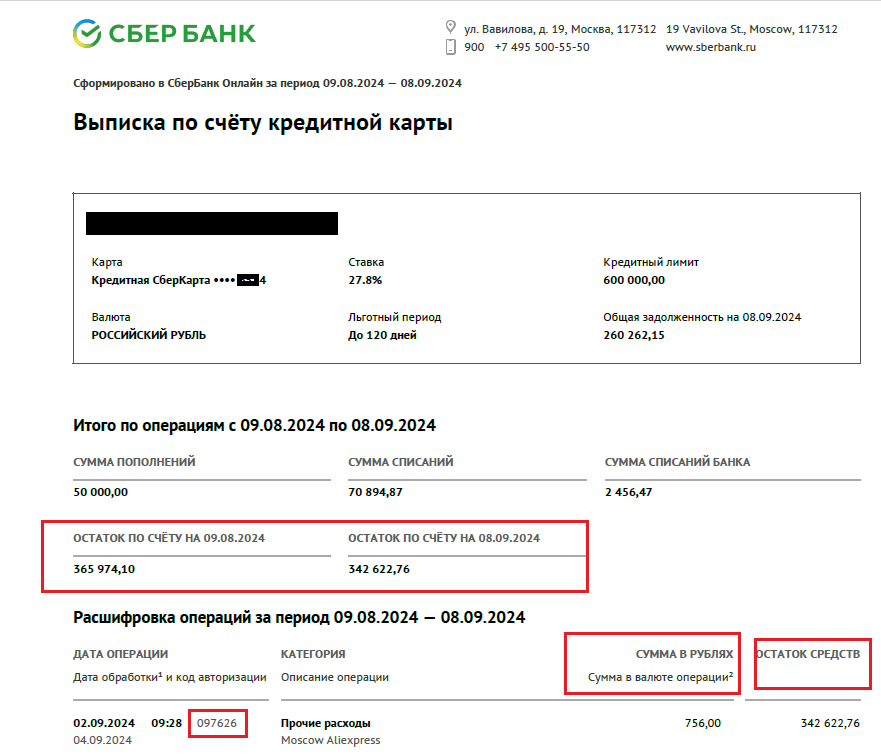 СБЕР БАНК
ул. Вавилова, д. 19, Москва, 117312 19 Vavilova St., Moscow, 117312
900 +7 495 500-55-50 www.sberbank.ru
Сформировано в СберБанк Онлайн за период 09.08.2024 — 08.09.2024
Выписка по счёту кредитной карты
Карта Ставка Кредитный лимит
Кредитная СберКарта •••• 4 27.8% 600 000,00
Валюта Льготный период Общая задолженность на 08.09.2024
РОССИЙСКИЙ РУБЛЬ До 120 дней 260 262,15
Итого по операциям с 09.08.2024 по 08.09.2024
СУММА ПОПОЛНЕНИЙ СУММА СПИСАНИЙ СУММА СПИСАНИЙ БАНКА
50 000,00 70 894,87 2 456,47
ОСТАТОК ПО СЧЁТУ НА 09.08.2024 ОСТАТОК ПО СЧЁТУ НА 08.09.2024
365 974,10 342 622,76
Расшифровка операций за период 09.08.2024 — 08.09.2024
ДАТА ОПЕРАЦИИ КАТЕГОРИЯ СУММА В РУБЛЯХ ОСТАТОК СРЕДСТВ
Дата обработки¹ и код авторизации Описание операции Сумма в валюте операции²
02.09.2024 09:28 097626 Прочие расходы 756,00 342 622,76
04.09.2024 Moscow Aliexpress